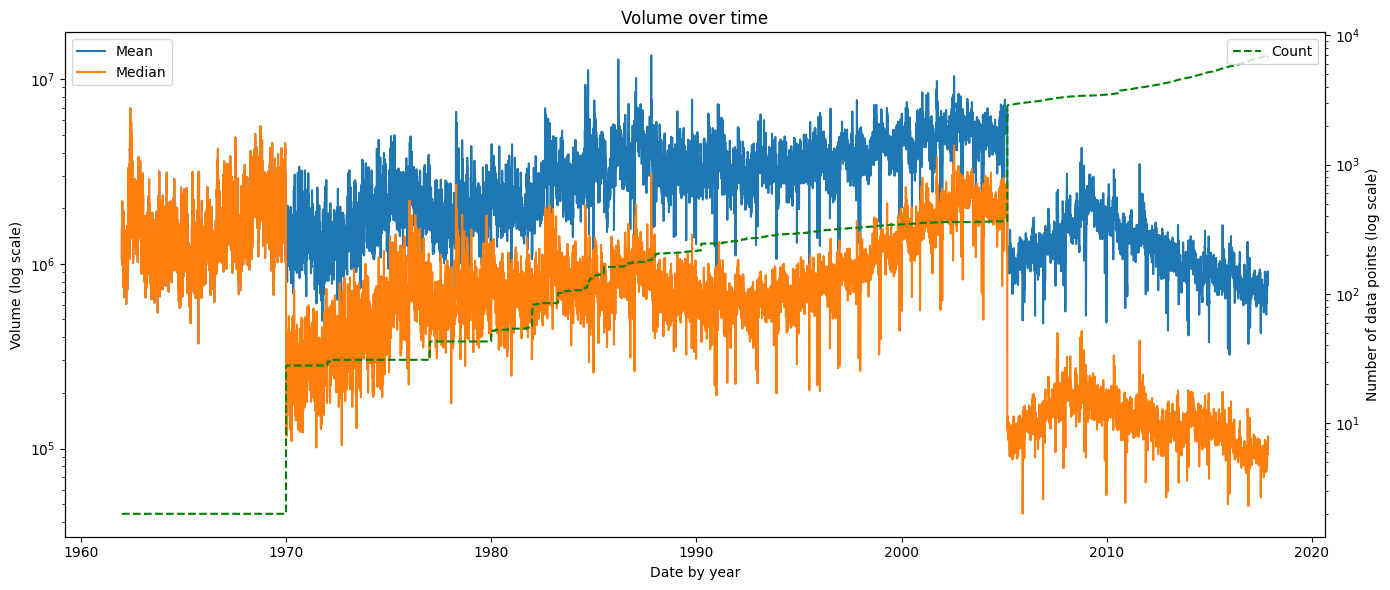 Volume over time
Mean
Median
Count
Volume (log scale)
10^7
10^6
10^5
10^4
10^3
10^2
10^1
Number of data points (log scale)
1960 1970 1980 1990 2000 2010 2020
Date by year